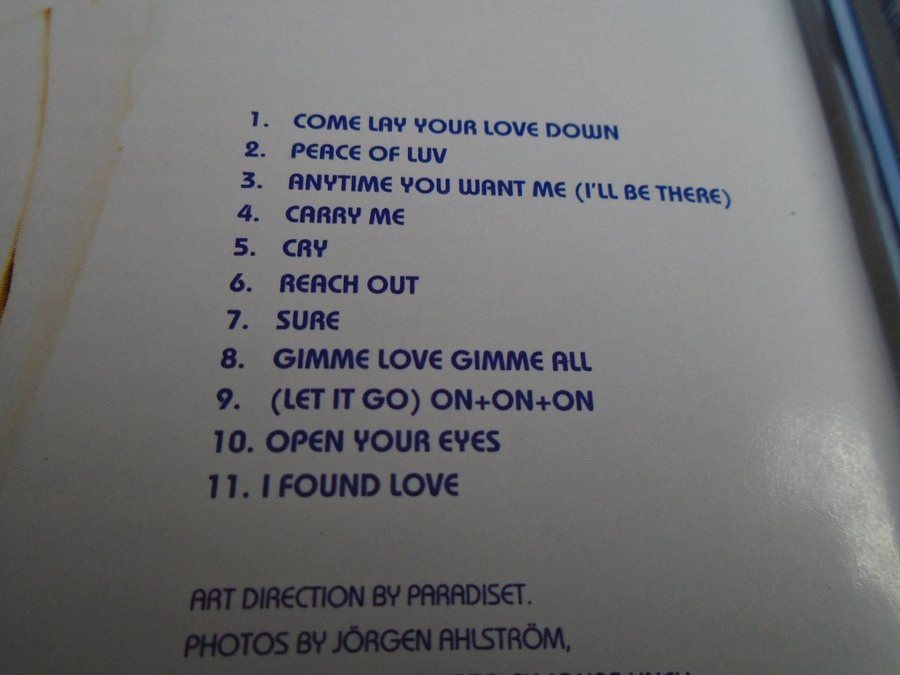 1. COME LAY YOUR LOVE DOWN
2. PEACE OF LUV
3. ANYTIME YOU WANT ME (I'LL BE THERE)
4. CARRY ME
5. CRY
6. REACH OUT
7. SURE
8. GIMME LOVE GIMME ALL
9. (LET IT GO) ON+ON+ON
10. OPEN YOUR EYES
11. I FOUND LOVE
ART DIRECTION BY PARADISET.
PHOTOS BY JÖRGEN AHLSTRÖM,